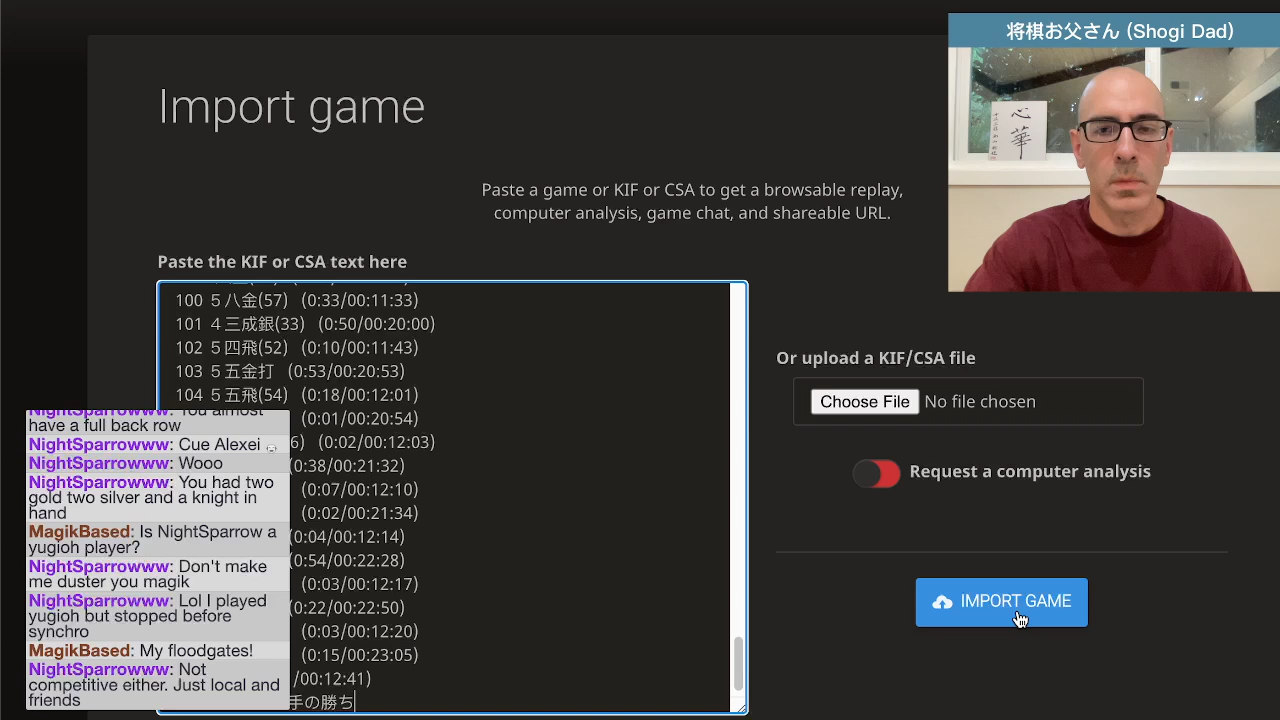 将棋お父さん (Shogi Dad)
心
華
Import game
Paste a game or KIF or CSA to get a browsable replay,
computer analysis, game chat, and shareable URL.
Paste the KIF or CSA text here
100 ５八金(57) (0:33/00:11:33)
101 ４三成銀(33) (0:50/00:20:00)
102 ５四飛(52) (0:10/00:11:43)
103 ５五金打 (0:53/00:20:53)
104 ５五飛(54) (0:18/00:12:01)
(0:01/00:20:54)
6) (0:02/00:12:03)
(0:38/00:21:32)
(0:07/00:12:10)
(0:02/00:21:34)
(0:04/00:12:14)
(0:54/00:22:28)
(0:03/00:12:17)
(0:22/00:22:50)
(0:03/00:12:20)
(0:15/00:23:05)
/00:12:41)
手の勝ち
NightSparrowww: You almost
have a full back row
NightSparrowww: Cue Alexei
NightSparrowww: Wooo
NightSparrowww: You had two
gold two silver and a knight in
hand
MagikBased: Is NightSparrow a
yugioh player?
NightSparrowww: Don't make
me duster you magik
NightSparrowww: Lol I played
yugioh but stopped before
synchro
MagikBased: My floodgates!
NightSparrowww: Not
competitive either. Just local and
friends
Or upload a KIF/CSA file
Choose File No file chosen
Request a computer analysis
IMPORT GAME